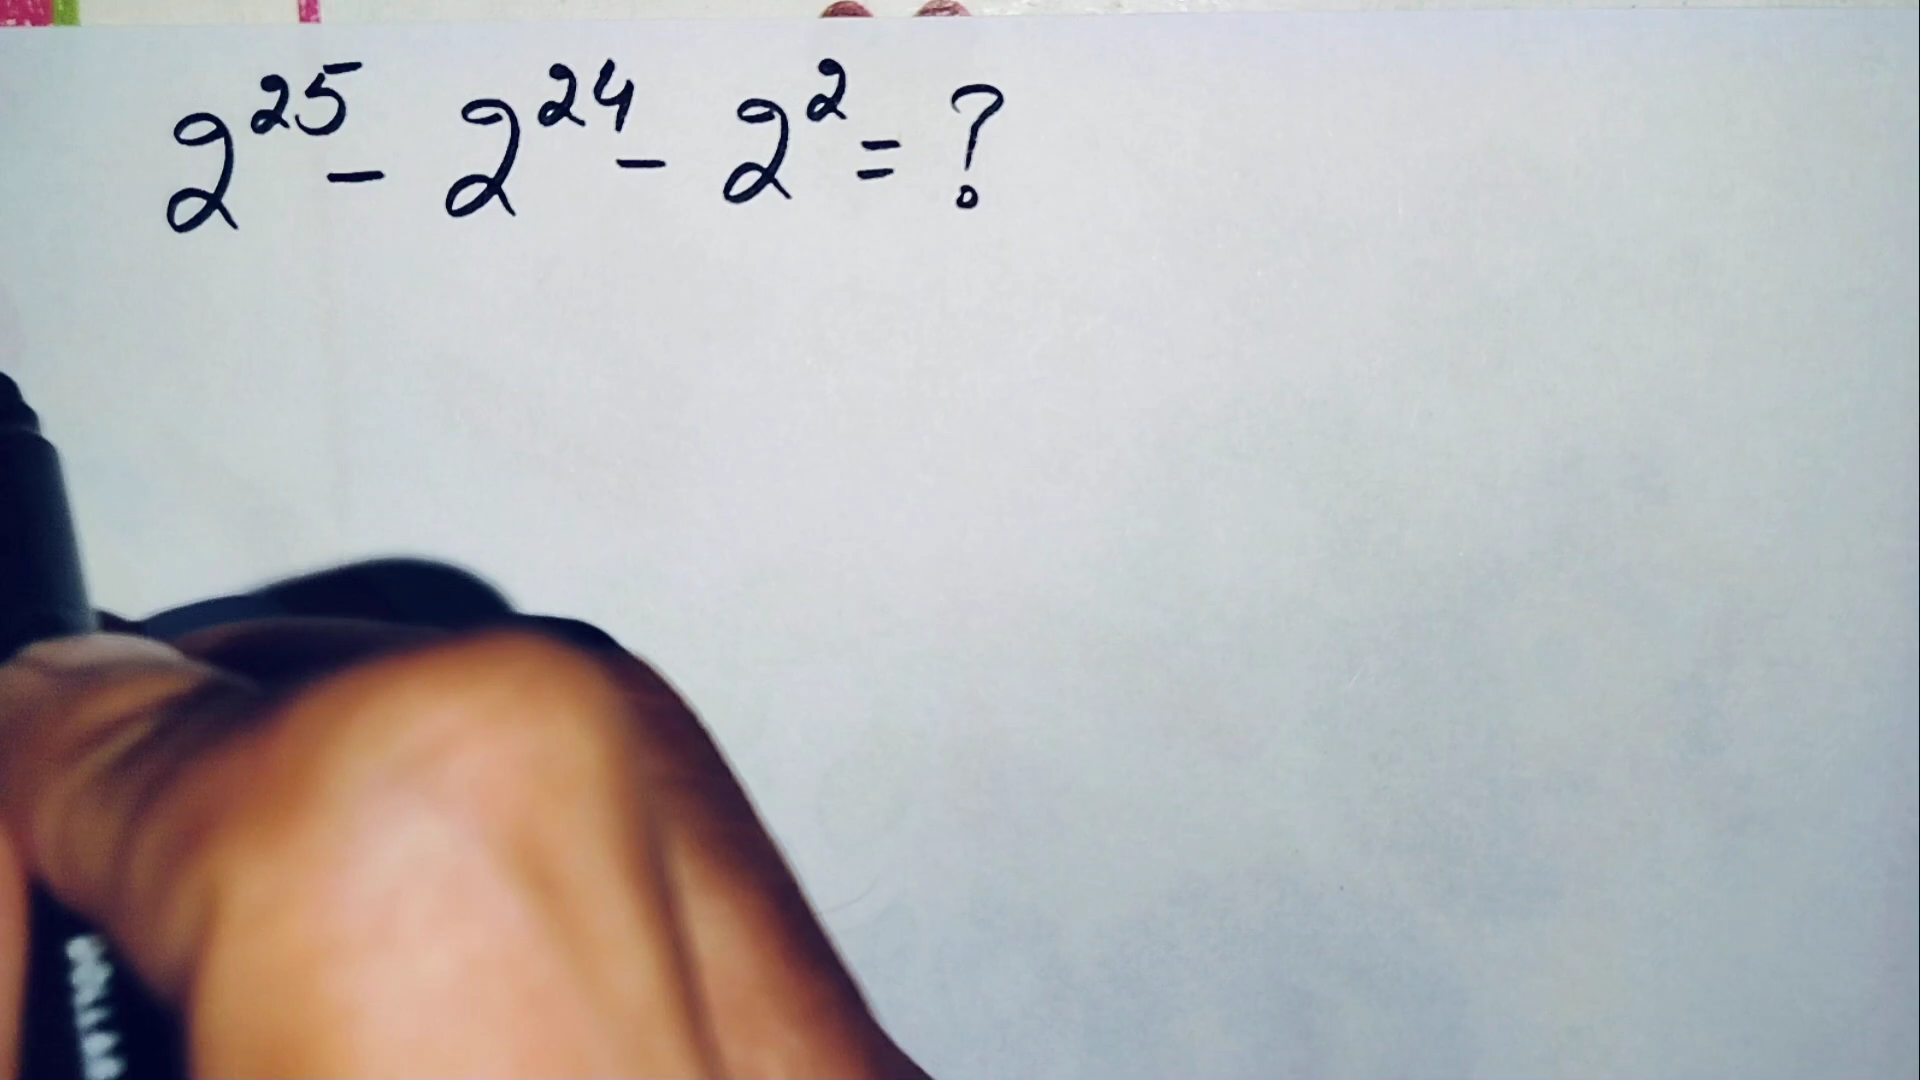 2²⁵ - 2²⁴ - 2² = ?